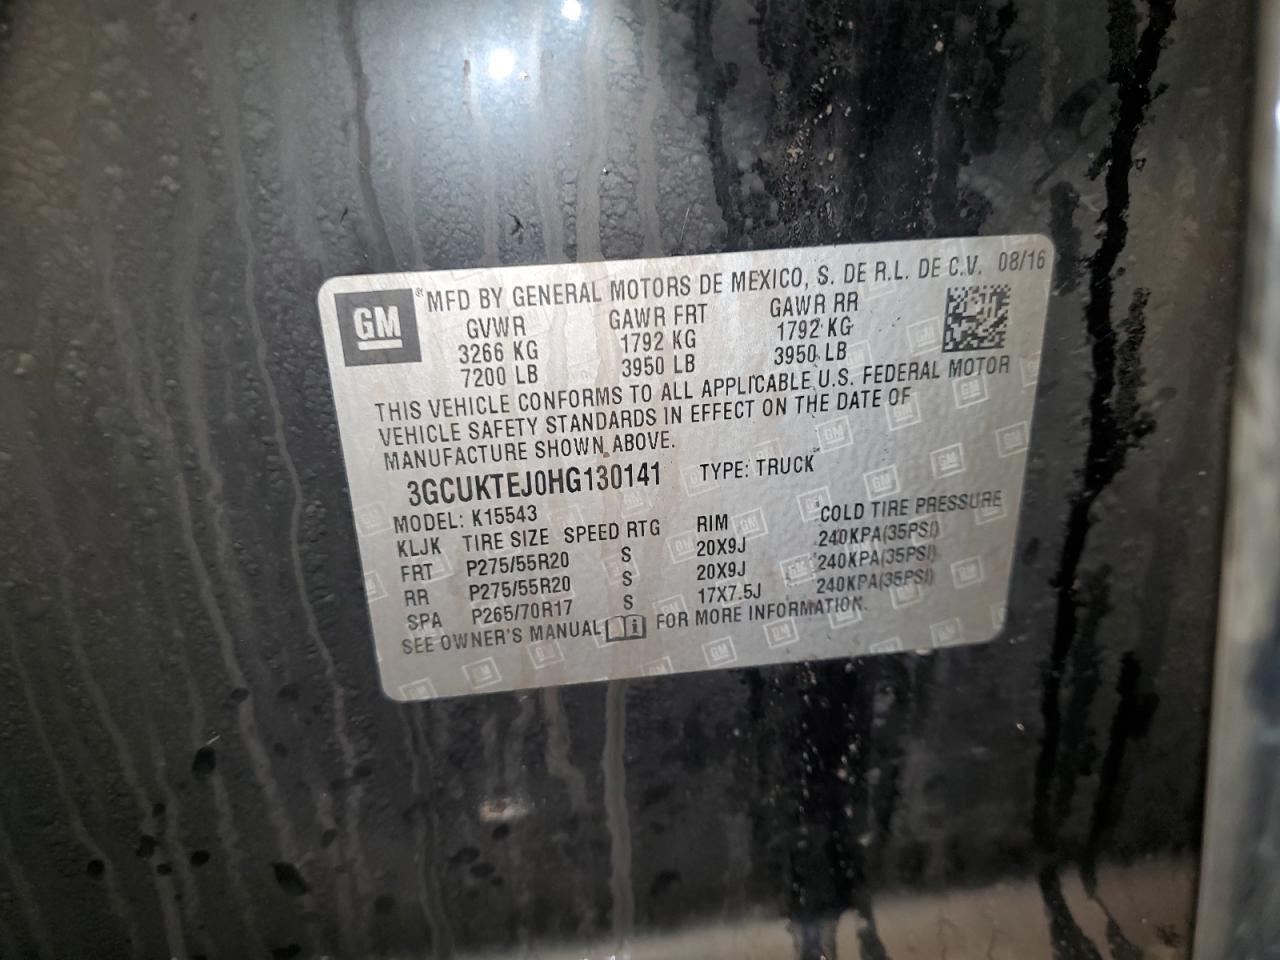 GM ® MFD BY GENERAL MOTORS DE MEXICO, S. DE R.L. DE C.V. 08/16
GVWR GAWR FRT GAWR RR
3266 KG 1792 KG 1792 KG
7200 LB 3950 LB 3950 LB
THIS VEHICLE CONFORMS TO ALL APPLICABLE U.S. FEDERAL MOTOR
VEHICLE SAFETY STANDARDS IN EFFECT ON THE DATE OF
MANUFACTURE SHOWN ABOVE.
3GCUKTEJ0HG130141 TYPE: TRUCK
MODEL: K15543
KLJK TIRE SIZE SPEED RTG RIM COLD TIRE PRESSURE
FRT P275/55R20 S 20X9J 240KPA(35PSI)
RR P275/55R20 S 20X9J 240KPA(35PSI)
SPA P265/70R17 S 17X7.5J 240KPA(35PSI)
SEE OWNER'S MANUAL FOR MORE INFORMATION.